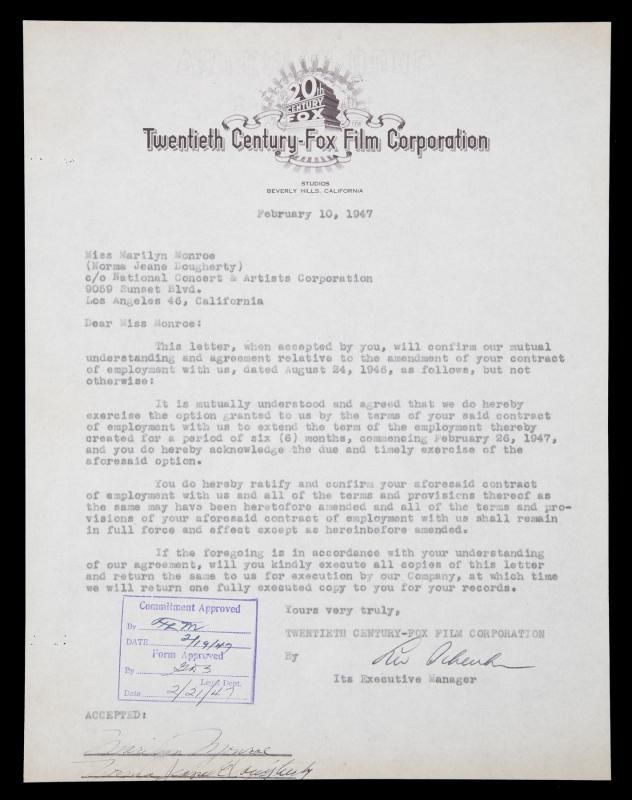 20th
CENTURY
FOX
Twentieth Century-Fox Film Corporation
STUDIOS
BEVERLY HILLS, CALIFORNIA
February 10, 1947
Miss Marilyn Monroe
(Norma Jeane Dougherty)
c/o National Concert & Artists Corporation
9059 Sunset Blvd.
Los Angeles 46, California
Dear Miss Monroe:
This letter, when accepted by you, will confirm our mutual
understanding and agreement relative to the amendment of your contract
of employment with us, dated August 24, 1946, as follows, but not
otherwise:
It is mutually understood and agreed that we do hereby
exercise the option granted to us by the terms of your said contract
of employment with us to extend the term of the employment thereby
created for a period of six (6) months, commencing February 26, 1947,
and you do hereby acknowledge the due and timely exercise of the
aforesaid option.
You do hereby ratify and confirm your aforesaid contract
of employment with us and all of the terms and provisions thereof as
the same may have been heretofore amended and all of the terms and pro-
visions of your aforesaid contract of employment with us shall remain
in full force and effect except as hereinbefore amended.
If the foregoing is in accordance with your understanding
of our agreement, will you kindly execute all copies of this letter
and return the same to us for execution by our Company, at which time
we will return one fully executed copy to you for your records.
Commitment Approved
By
DATE 2/19/47
Form Approved
By
Legal Dept.
Date 2/21/47
Yours very truly,
TWENTIETH CENTURY-FOX FILM CORPORATION
By
Its Executive Manager
ACCEPTED:
Marilyn Monroe
Norma Jeane Dougherty